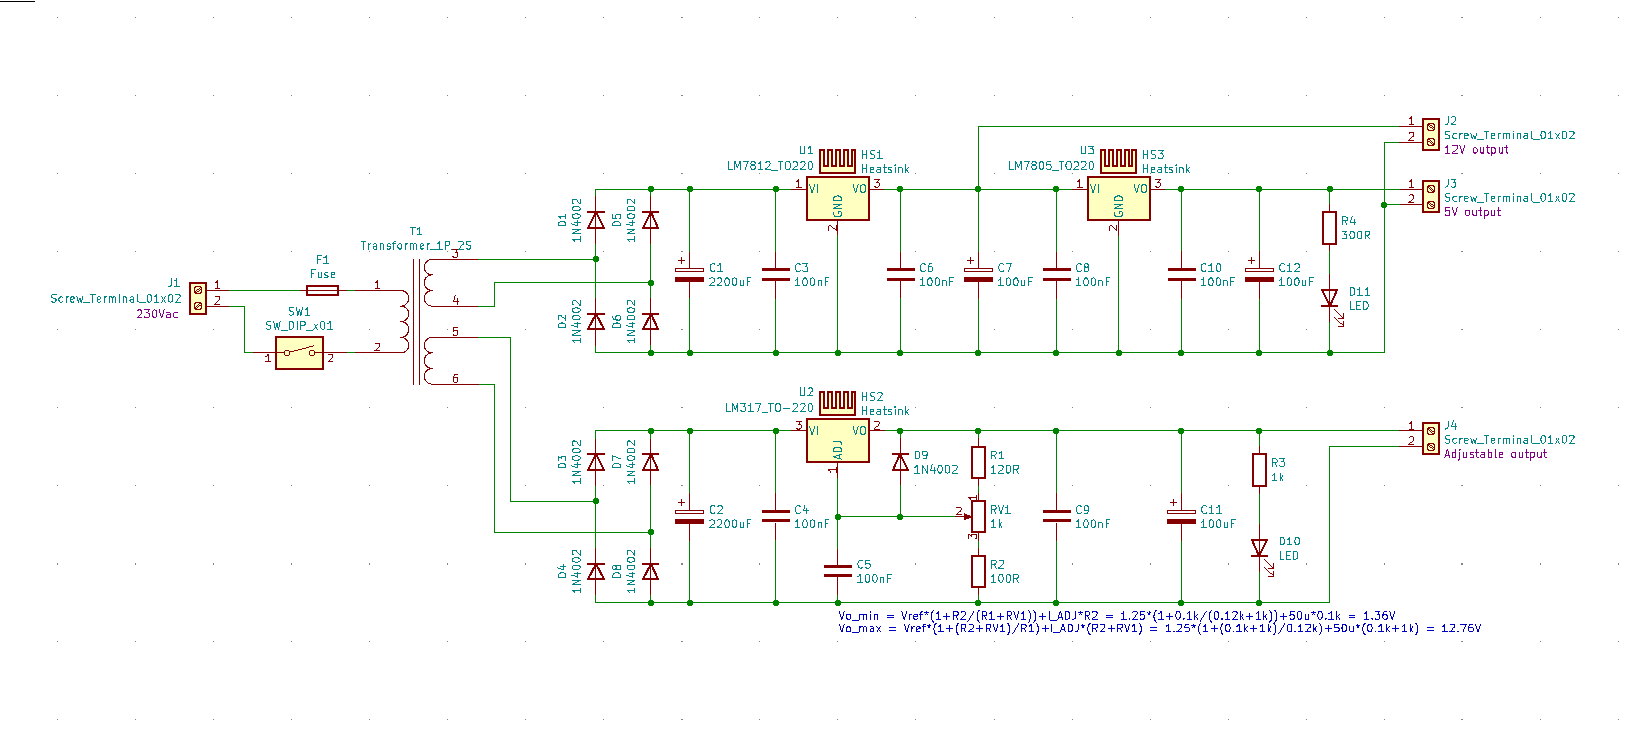 J1
Screw_Terminal_01x02
230Vac
1
2
F1
Fuse
SW1
SW_DIP_x01
1
2
T1
Transformer_1P_2S
1
2
3
4
5
6
D1
1N4002
D5
1N4002
D2
1N4002
D6
1N4002
C1
2200uF
C3
100nF
U1
LM7812_TO220
HS1
Heatsink
1
VI
VO
3
GND
2
C6
100nF
C7
100uF
C8
100nF
U3
LM7805_TO220
HS3
Heatsink
1
VI
VO
3
GND
2
C10
100nF
C12
100uF
R4
300R
D11
LED
1
2
J2
Screw_Terminal_01x02
12V output
1
2
J3
Screw_Terminal_01x02
5V output
D3
1N4002
D7
1N4002
D4
1N4002
D8
1N4002
C2
2200uF
C4
100nF
U2
LM317_TO-220
HS2
Heatsink
3
VI
VO
2
ADJ
1
C5
100nF
D9
1N4002
R1
120R
1
2
3
RV1
1k
R2
100R
C9
100nF
C11
100uF
R3
1k
D10
LED
1
2
J4
Screw_Terminal_01x02
Adjustable output
Vo_min = Vref*(1+R2/(R1+RV1))+I_ADJ*R2 = 1.25*(1+0.1k/(0.12k+1k))+50u*0.1k = 1.36V
Vo_max = Vref*(1+(R2+RV1)/R1)+I_ADJ*(R2+RV1) = 1.25*(1+(0.1k+1k)/0.12k)+50u*(0.1k+1k) = 12.76V